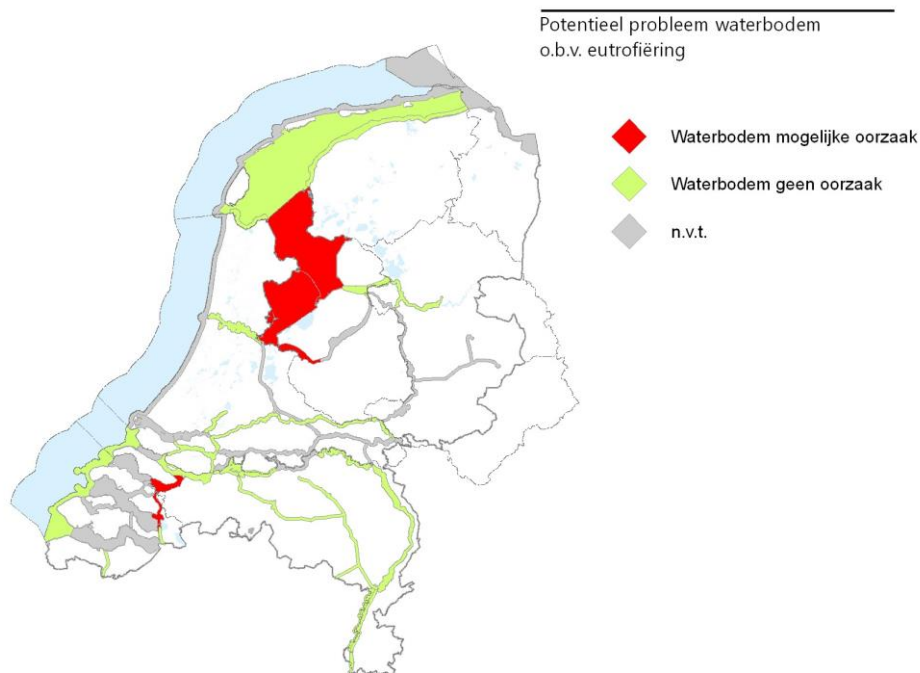 Potentieel probleem waterbodem
o.b.v. eutrofiëring
Waterbodem mogelijke oorzaak
Waterbodem geen oorzaak
n.v.t.